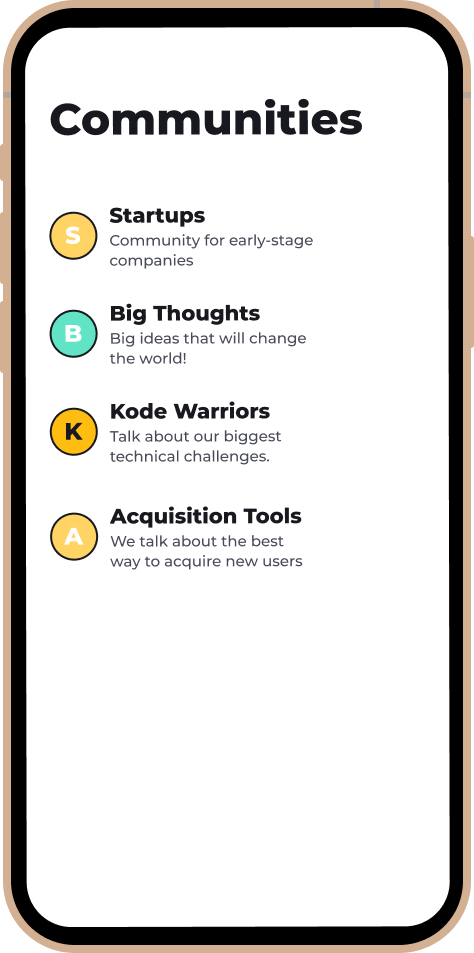 Communities
S
Startups
Community for early-stage
companies
B
Big Thoughts
Big ideas that will change
the world!
K
Kode Warriors
Talk about our biggest
technical challenges.
A
Acquisition Tools
We talk about the best
way to acquire new users